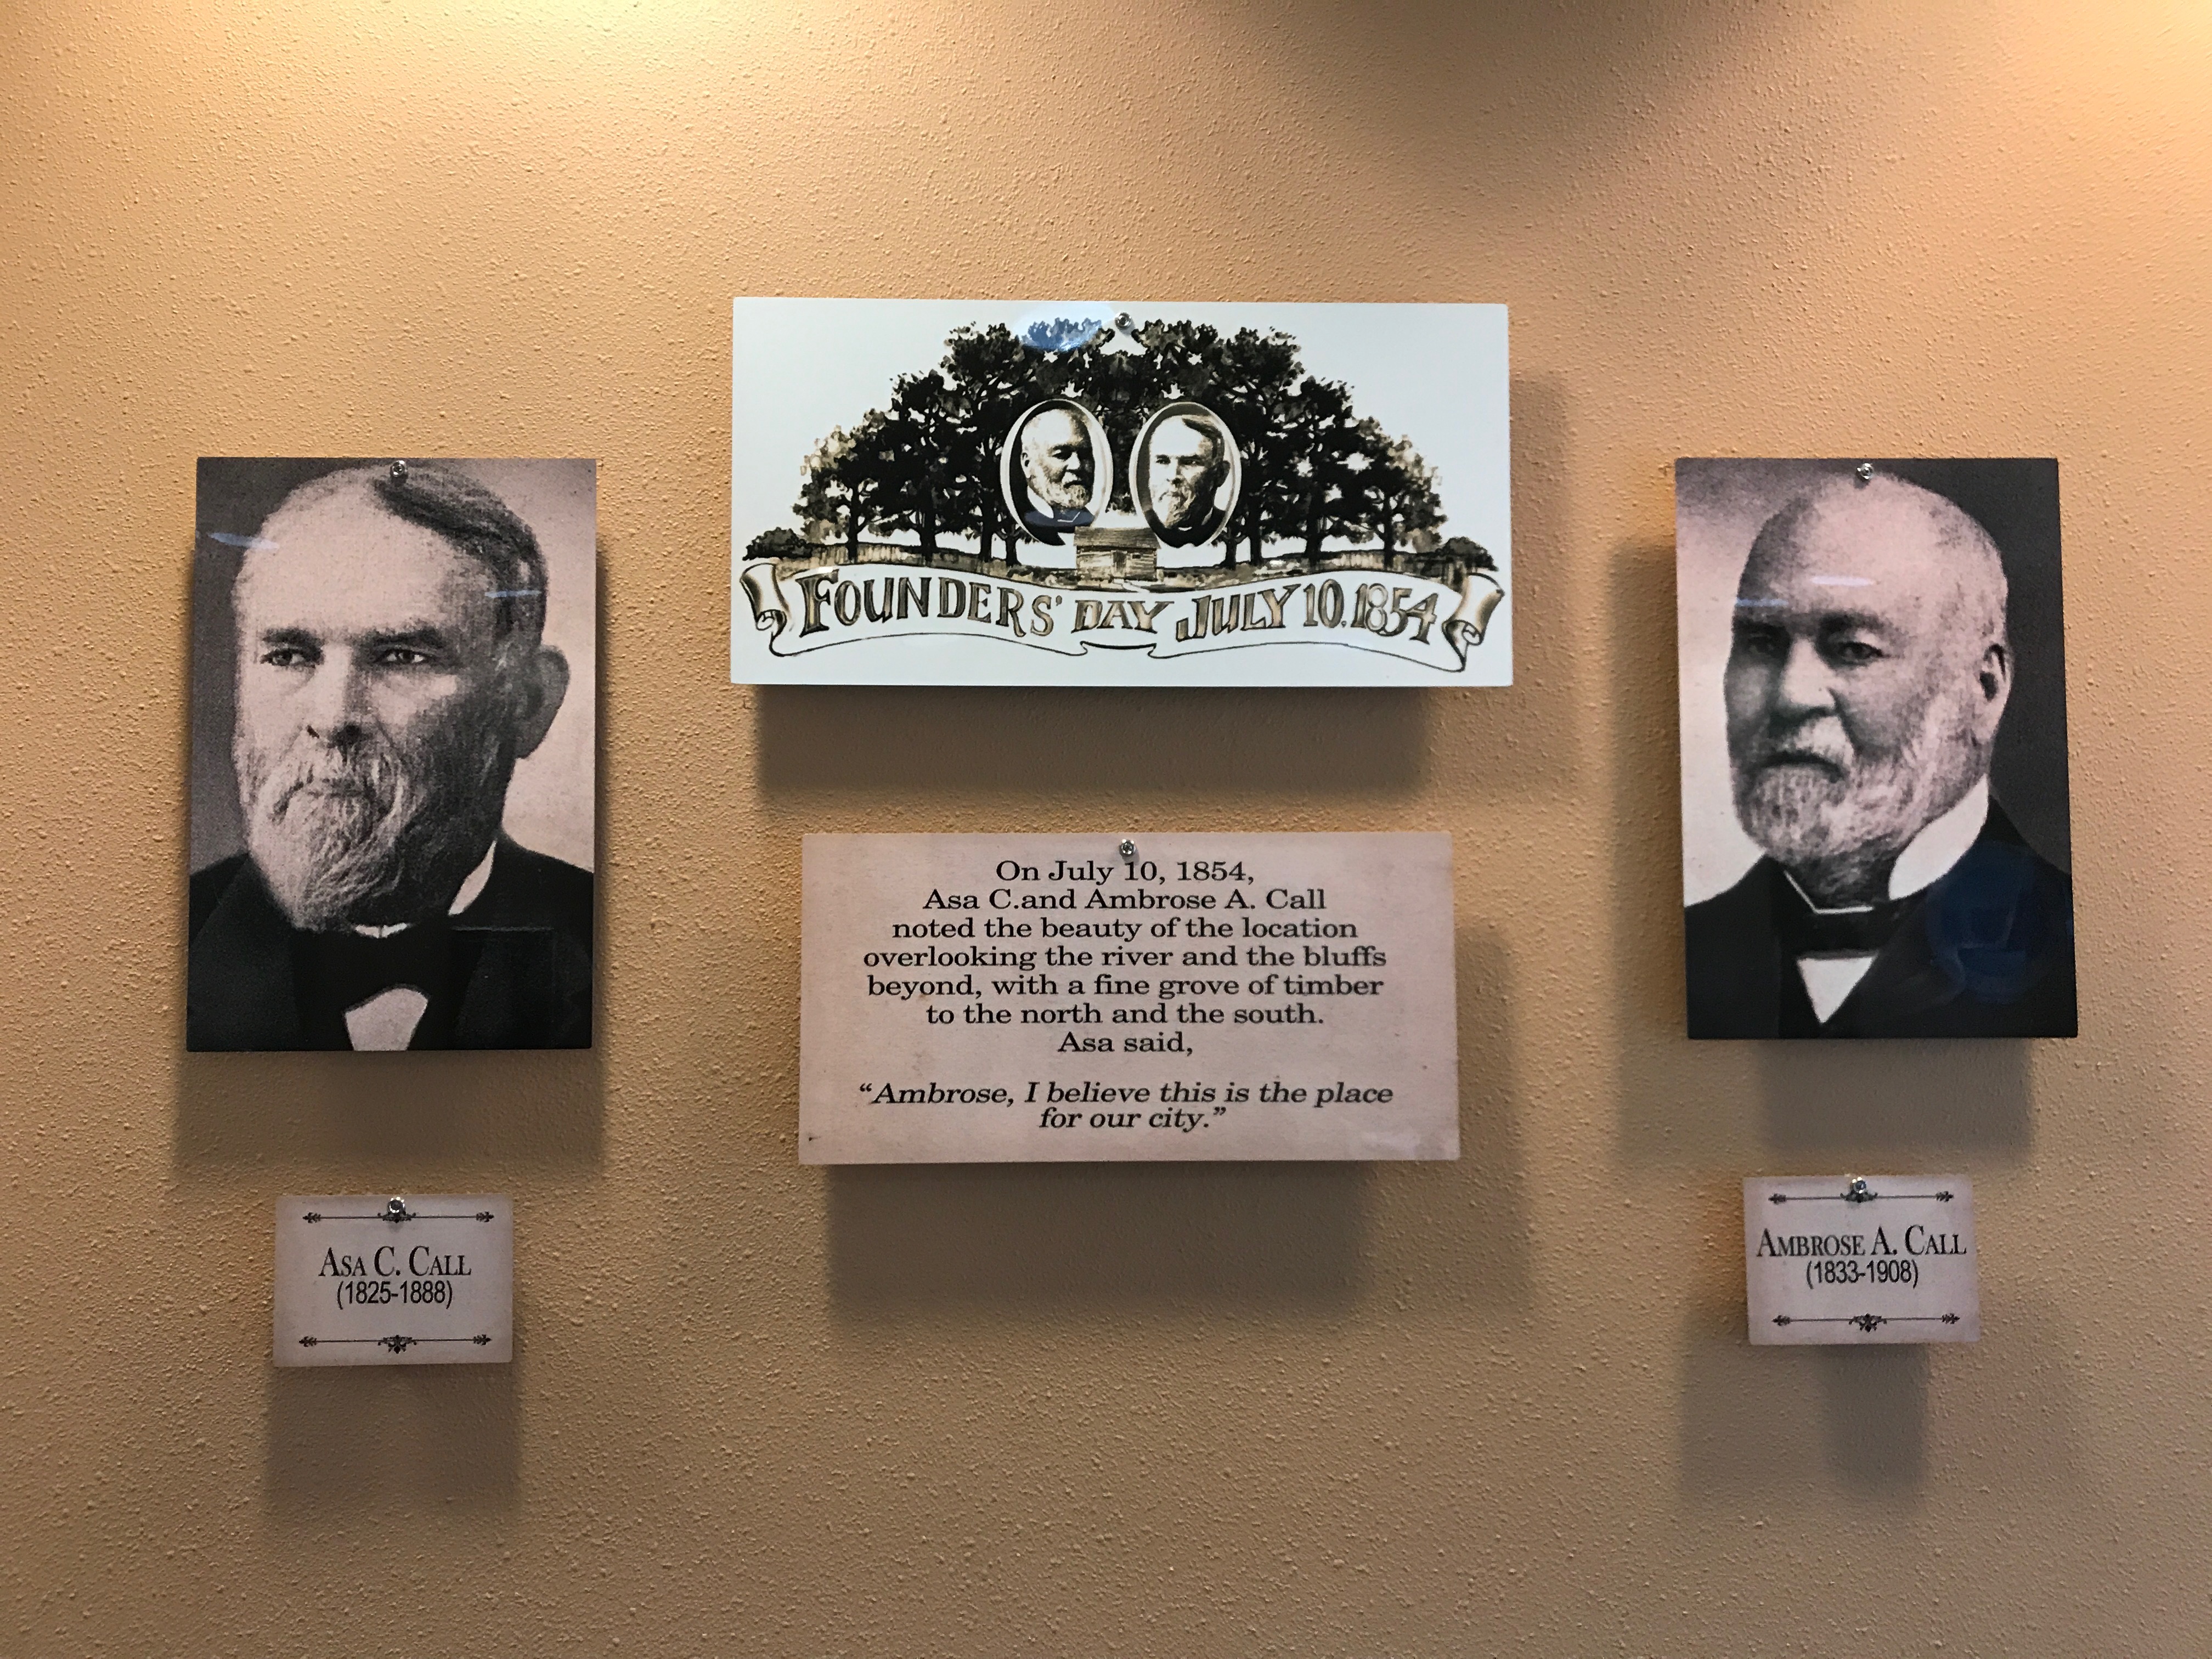 FOUNDERS' DAY JULY 10, 1854
On July 10, 1854,
Asa C.and Ambrose A. Call
noted the beauty of the location
overlooking the river and the bluffs
beyond, with a fine grove of timber
to the north and the south.
Asa said,
“Ambrose, I believe this is the place
for our city.”
ASA C. CALL
(1825-1888)
AMBROSE A. CALL
(1833-1908)